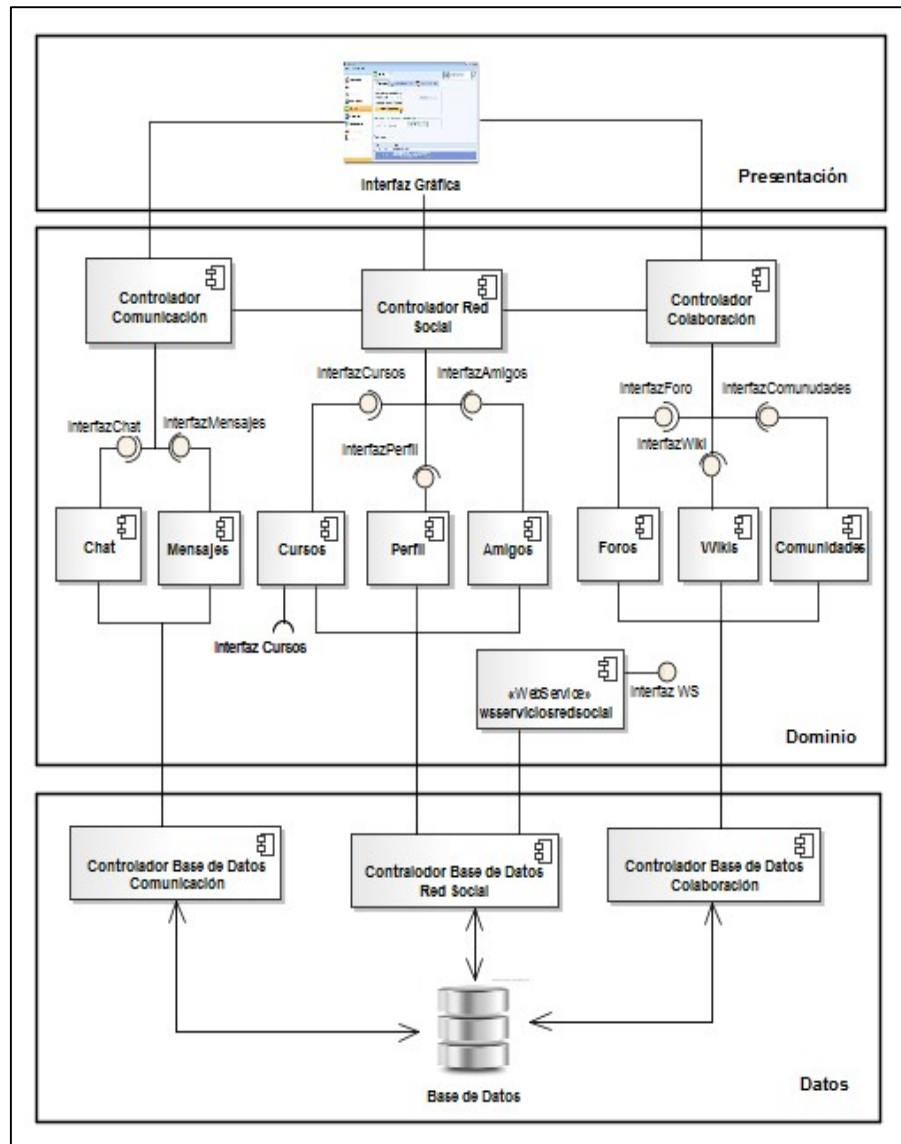 Interfaz Gráfica
Presentación
Controlador
Comunicación
Controlador Red
Social
Controlador
Colaboración
InterfazCursos
InterfazAmigos
InterfazForo
InterfazComunudades
InterfazChat
InterfazMensajes
InterfazPerfil
InterfazWiki
Chat
Mensajes
Cursos
Perfil
Amigos
Foros
Wikis
Comunidades
Interfaz Cursos
«WebService»
wsserviciosredsocial
Interfaz WS
Dominio
Controlador Base de Datos
Comunicación
Contralodor Base de Datos
Red Social
Controlador Base de Datos
Colaboración
Base de Datos
Datos